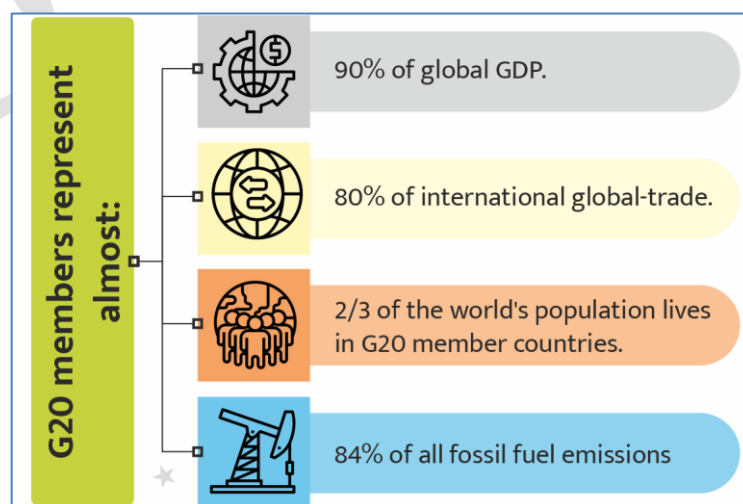 G20 members represent
almost:
90% of global GDP.
80% of international global-trade.
2/3 of the world's population lives
in G20 member countries.
84% of all fossil fuel emissions